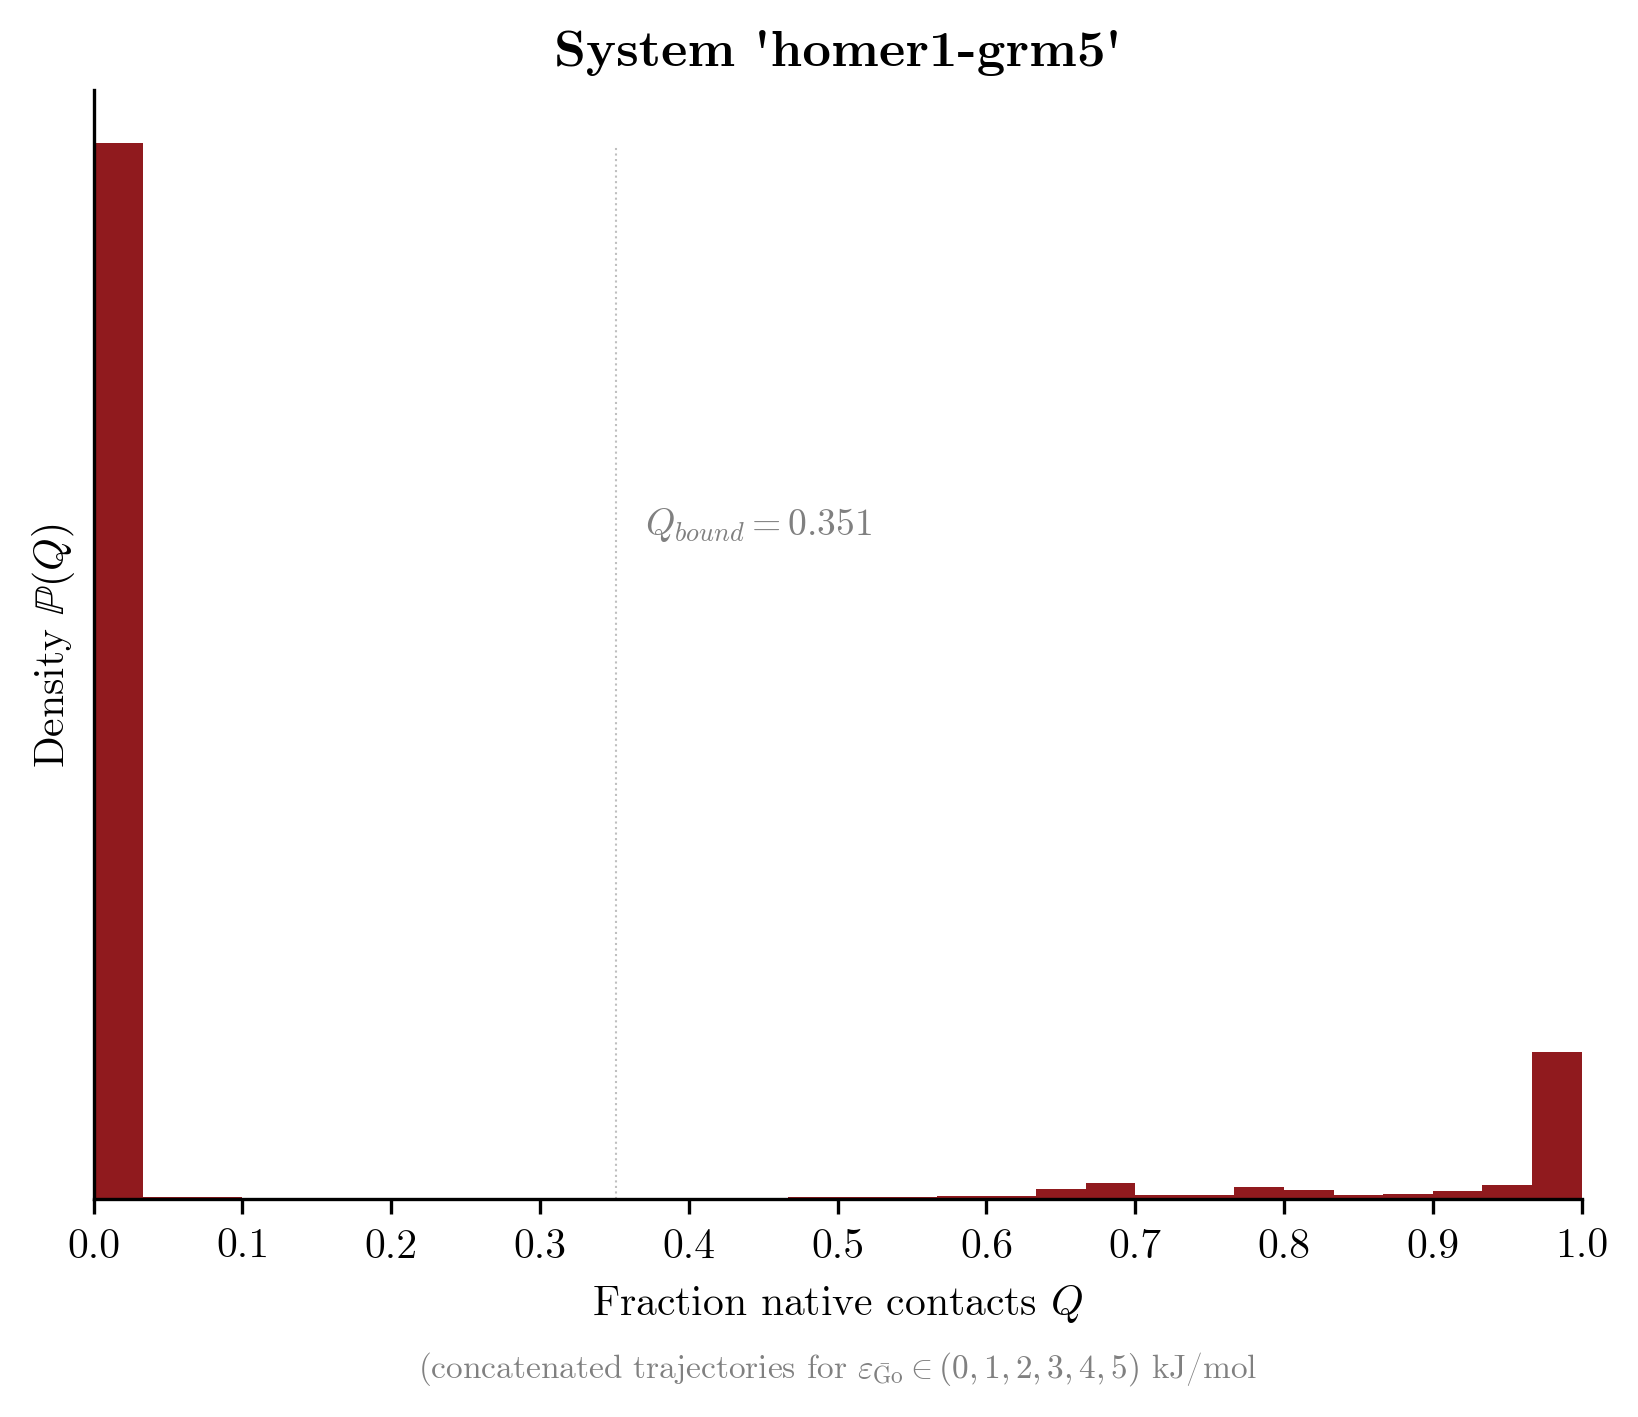 System 'homer1-grm5'
Density ℙ(Q)
Q_bound = 0.351
0.0 0.1 0.2 0.3 0.4 0.5 0.6 0.7 0.8 0.9 1.0
Fraction native contacts Q
(concatenated trajectories for ε_Ḡo ∈ (0, 1, 2, 3, 4, 5) kJ/mol